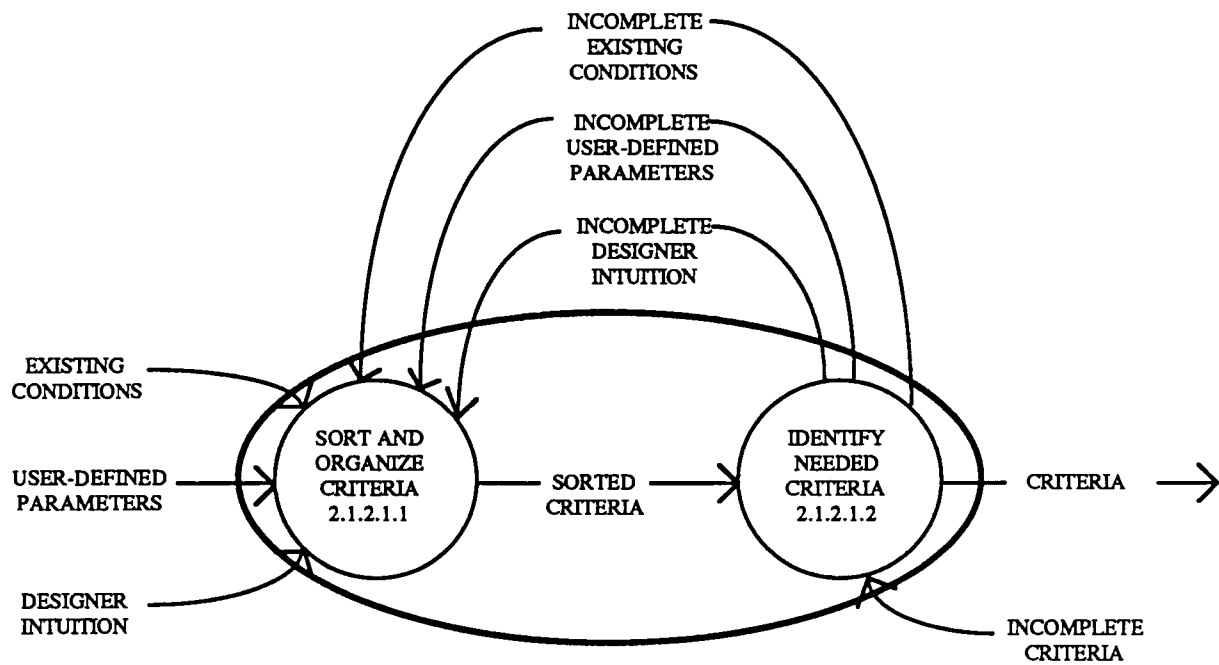 INCOMPLETE
EXISTING
CONDITIONS
INCOMPLETE
USER-DEFINED
PARAMETERS
INCOMPLETE
DESIGNER
INTUITION
EXISTING
CONDITIONS
USER-DEFINED
PARAMETERS
DESIGNER
INTUITION
SORT AND
ORGANIZE
CRITERIA
2.1.2.1.1
SORTED
CRITERIA
IDENTIFY
NEEDED
CRITERIA
2.1.2.1.2
CRITERIA
INCOMPLETE
CRITERIA